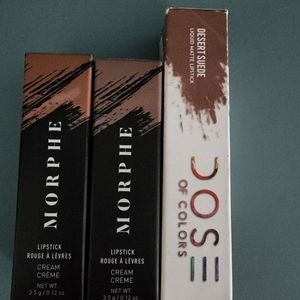 MORPHE
LIPSTICK
ROUGE À LÈVRES
CREAM
CRÈME
NET WT.
3.5 g / 0.12 oz
MORPHE
LIPSTICK
ROUGE À LÈVRES
CREAM
CRÈME
NET WT.
3.5 g / 0.12 oz
DESERT SUEDE
LIQUID MATTE LIPSTICK
DOSE
OF COLORS